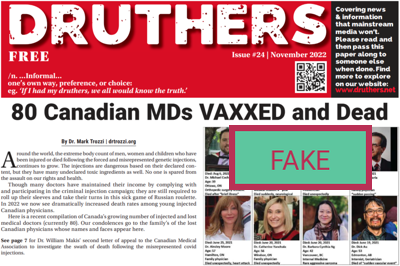 DRUTHERS
FREE
Issue #24 | November 2022
/n. ...Informal...
one's own way, preference, or choice:
eg. 'If I had my druthers, we all would know the truth.'
Covering news
& information
that mainstream
media won't.
Please read and
then pass this
paper along to
someone else
when done. Find
more to explore
on our website:
www.druthers.net
80 Canadian MDs VAXXED and Dead
By Dr. Mark Trozzi | drtrozzi.org
Around the world, the extreme body count of men, women and children who have
been injured or died following the forced and misrepresented genetic injections,
continues to grow. The injections are dangerous based on their declared con-
tent, but they have many undeclared toxic ingredients as well. No one is spared from
the assault on our rights and health.
Though many doctors have maintained their income by complying with
and participating in the criminal injection campaign; they are still required to
roll up their sleeves and take their turns in this sick game of Russian roulette.
In 2022 we now see dramatically increased death rates among young injected
Canadian physicians.
Here is a recent compilation of Canada's growing number of injected and lost
medical doctors (currently 80). Our condolences go to the family's of the lost
Canadian physicians whose names and faces appear here.
See page 7 for Dr. William Makis' second letter of appeal to the Canadian Medical
Association to investigate the death of death following the misrepresented covid
injections.
FAKE